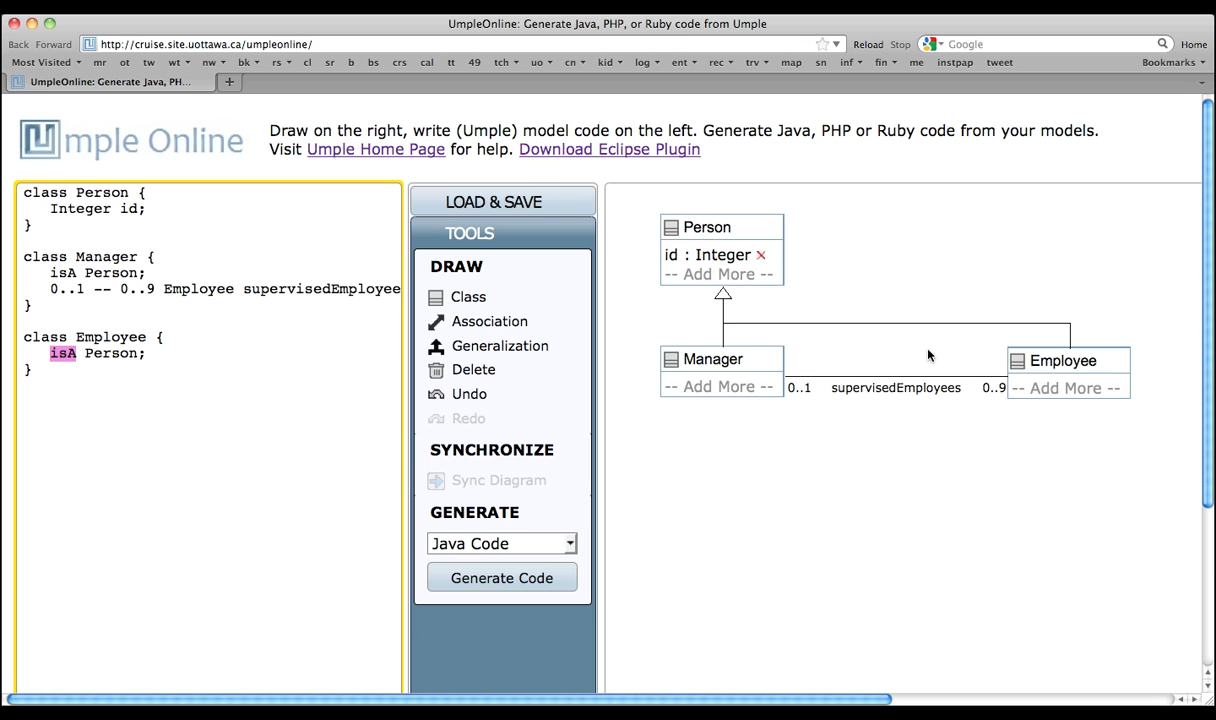 UmpleOnline: Generate Java, PHP, or Ruby code from Umple
Back Forward http://cruise.site.uottawa.ca/umpleonline/ Reload Stop Google Home
Most Visited mr ot tw wt nw bk rs cl sr b bs crs cal tt 49 tch uo cn kid log ent rec trv map sn inf fin me instpap tweet Bookmarks
UmpleOnline: Generate Java, PH... +
Umple Online
Draw on the right, write (Umple) model code on the left. Generate Java, PHP or Ruby code from your models.
Visit Umple Home Page for help. Download Eclipse Plugin
class Person {
Integer id;
}
class Manager {
isA Person;
0..1 -- 0..9 Employee supervisedEmployee
}
class Employee {
isA Person;
}
LOAD & SAVE
TOOLS
DRAW
Class
Association
Generalization
Delete
Undo
Redo
SYNCHRONIZE
Sync Diagram
GENERATE
Java Code
Generate Code
Person
id : Integer x
-- Add More --
Manager
-- Add More --
0..1 supervisedEmployees 0..9
Employee
-- Add More --